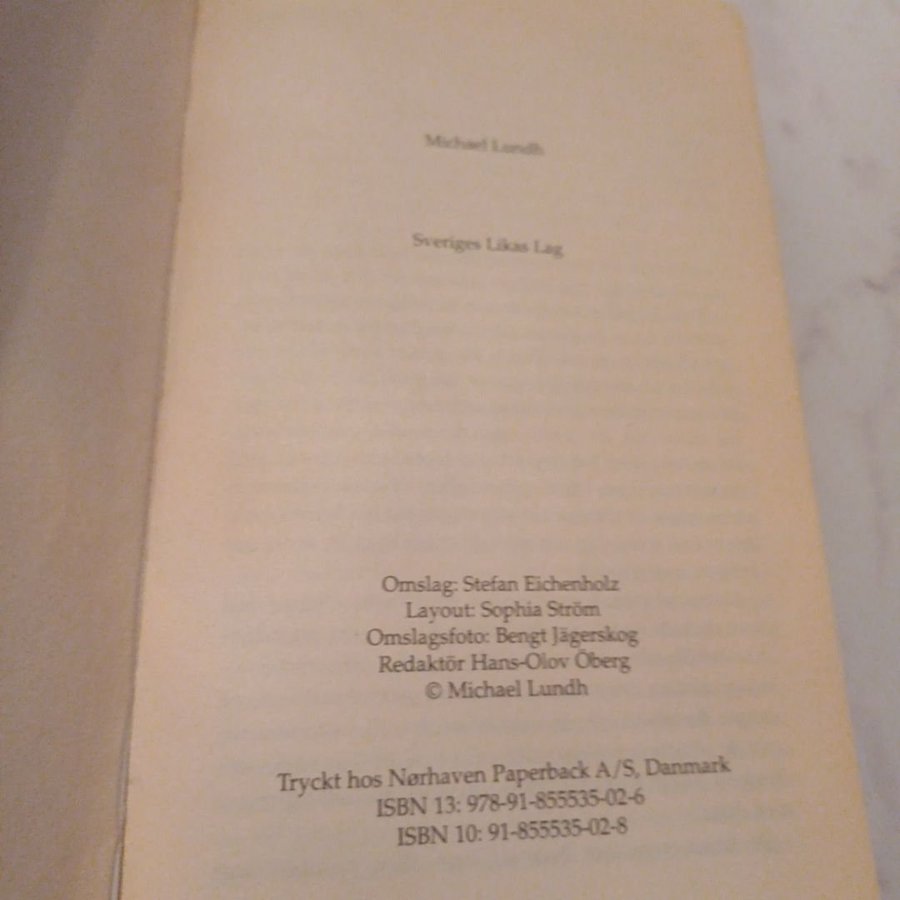 Michael Lundh
Sveriges Likas Lag
Omslag: Stefan Eichenholz
Layout: Sophia Ström
Omslagsfoto: Bengt Jägerskog
Redaktör Hans-Olov Öberg
© Michael Lundh
Tryckt hos Nørhaven Paperback A/S, Danmark
ISBN 13: 978-91-855535-02-6
ISBN 10: 91-855535-02-8